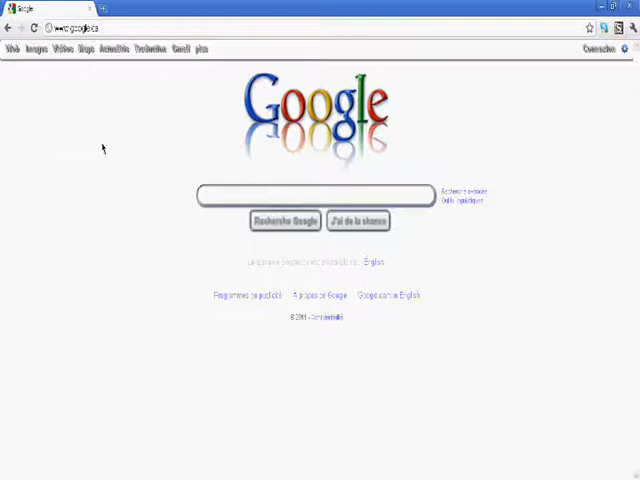 Google
www.google.ca
Web Images Vidéos Maps Actualités Traduction Gmail plus
Connexion
Google
Recherche avancée
Outils linguistiques
Recherche Google J'ai de la chance
English
Programmes de publicité À propos de Google Google.com in English
© 2011 - Confidentialité